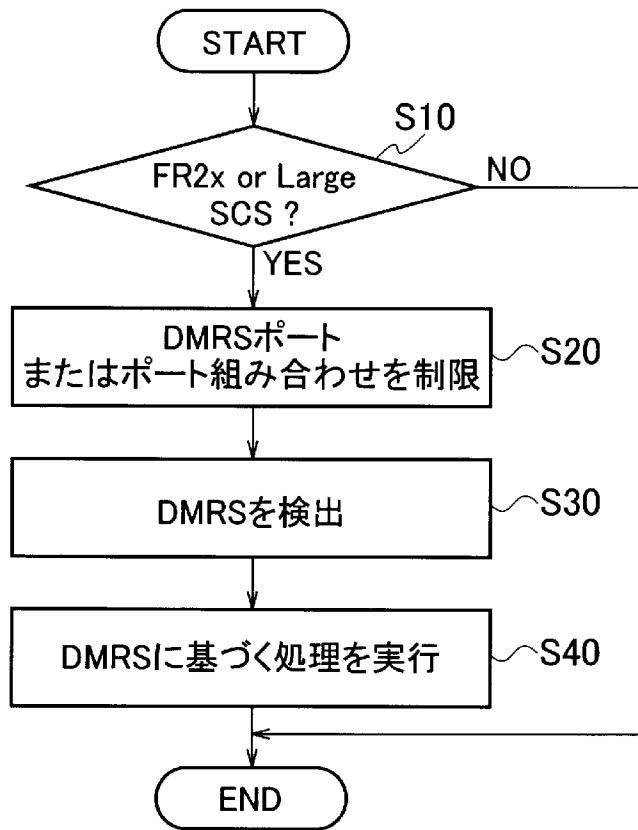 START
S10
FR2x or Large
SCS ?
NO
YES
DMRSポート
またはポート組み合わせを制限
S20
DMRSを検出
S30
DMRSに基づく処理を実行
S40
END